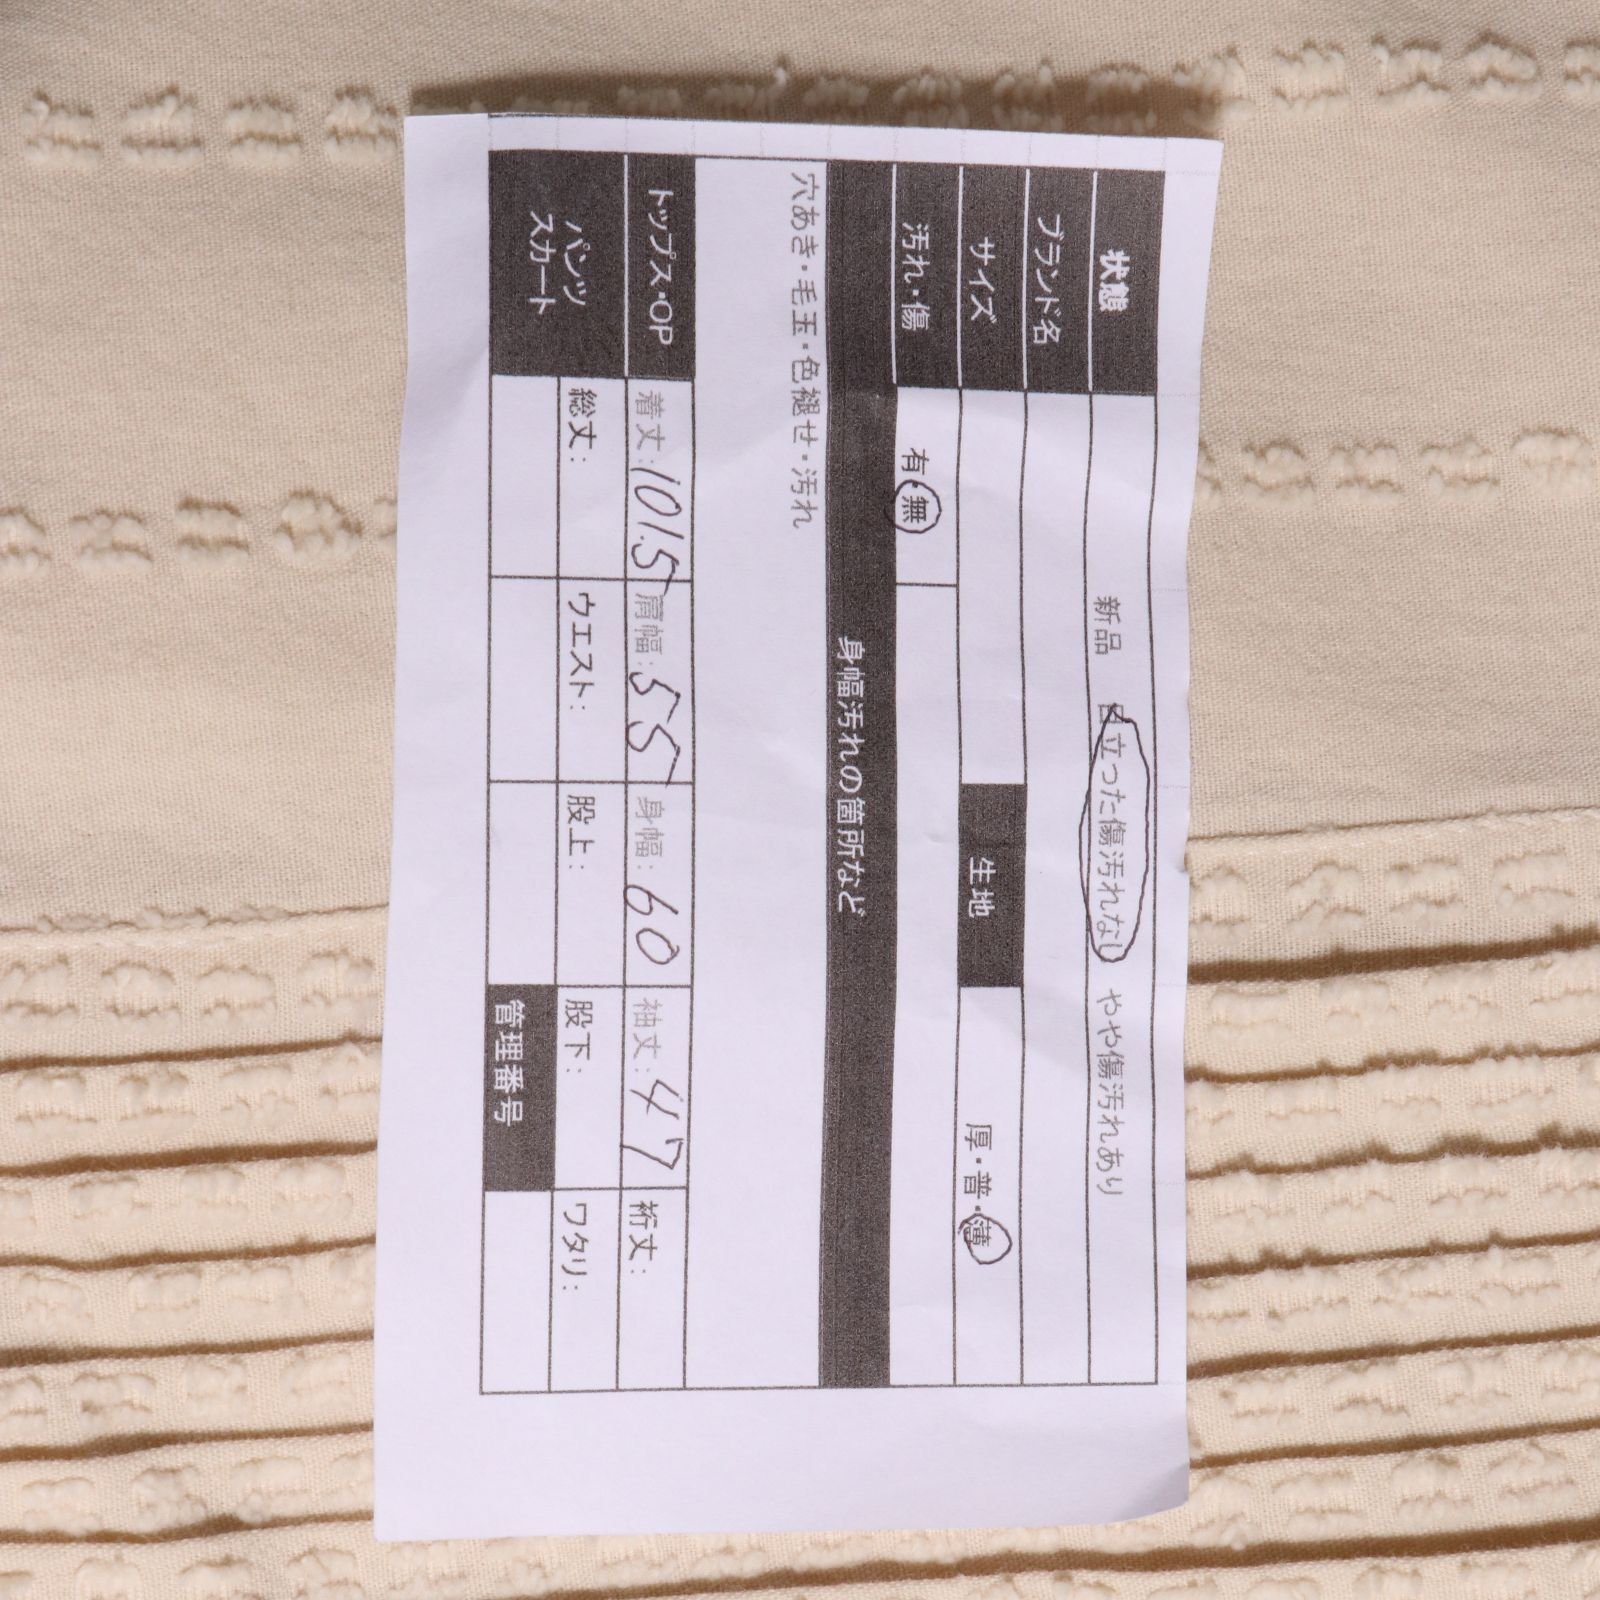 状態 新品 目立った傷汚れなし やや傷汚れあり
ブランド名
サイズ 生地 厚・普・薄
汚れ・傷 有・無
身幅汚れの箇所など
穴あき・毛玉・色褪せ・汚れ
トップス・OP 着丈:101.5 肩幅:55 身幅:60 袖丈:47 裄丈:
パンツ
スカート
総丈: ウエスト: 股上: 股下: ワタリ:
管理番号